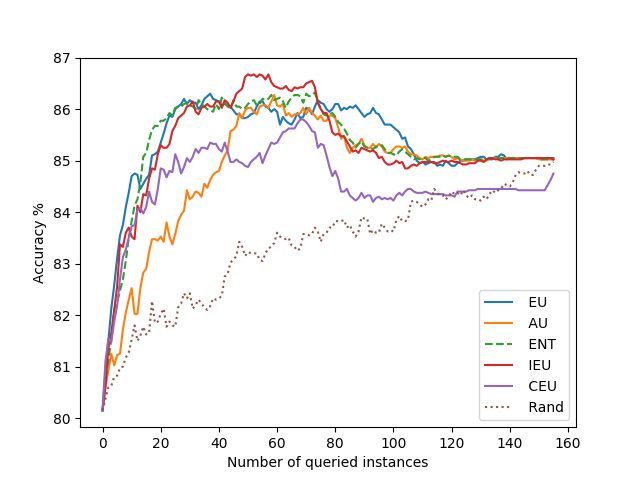 87
86
85
84
83
82
81
80
Accuracy %
0 20 40 60 80 100 120 140 160
Number of queried instances
EU
AU
ENT
IEU
CEU
Rand